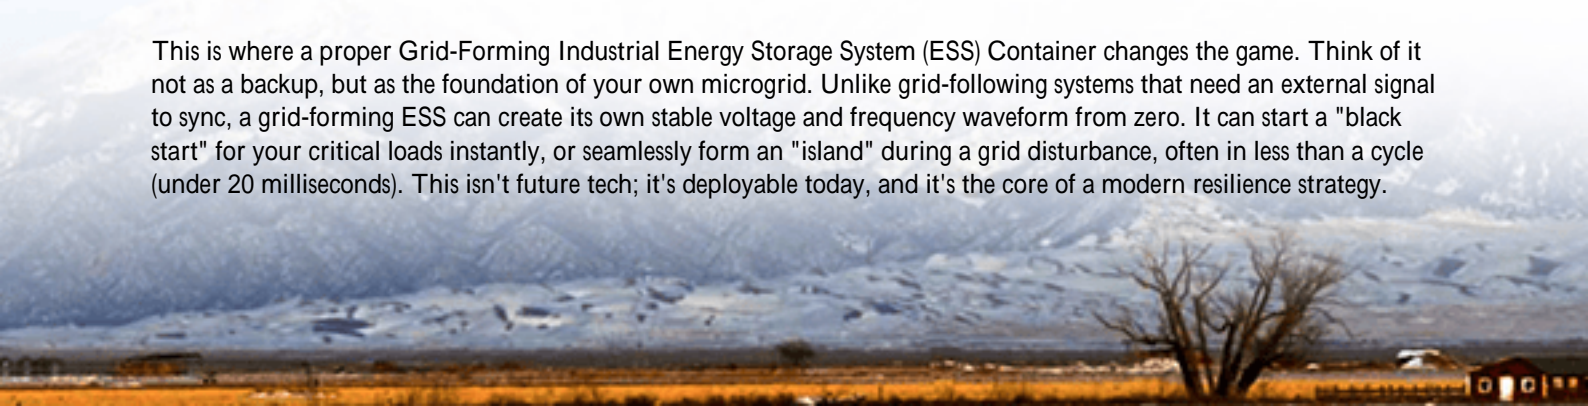 This is where a proper Grid-Forming Industrial Energy Storage System (ESS) Container changes the game. Think of it
not as a backup, but as the foundation of your own microgrid. Unlike grid-following systems that need an external signal
to sync, a grid-forming ESS can create its own stable voltage and frequency waveform from zero. It can start a "black
start" for your critical loads instantly, or seamlessly form an "island" during a grid disturbance, often in less than a cycle
(under 20 milliseconds). This isn't future tech; it's deployable today, and it's the core of a modern resilience strategy.